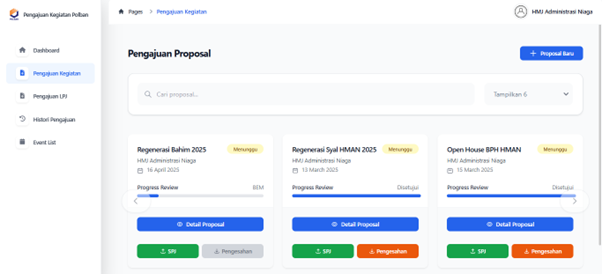 Pengajuan Kegiatan Polban
Pages > Pengajuan Kegiatan
HMJ Administrasi Niaga
Dashboard
Pengajuan Kegiatan
Pengajuan LPJ
Histori Pengajuan
Event List
Pengajuan Proposal
+ Proposal Baru
Cari proposal...
Tampilkan 6
Regenerasi Bahim 2025 Menunggu
HMJ Administrasi Niaga
16 April 2025
Progress Review BEM
Detail Proposal
SPJ Pengesahan
Regenerasi Syal HMAN 2025 Menunggu
HMJ Administrasi Niaga
13 March 2025
Progress Review Disetujui
Detail Proposal
SPJ Pengesahan
Open House BPH HMAN Menunggu
HMJ Administrasi Niaga
15 March 2025
Progress Review Disetujui
Detail Proposal
SPJ Pengesahan